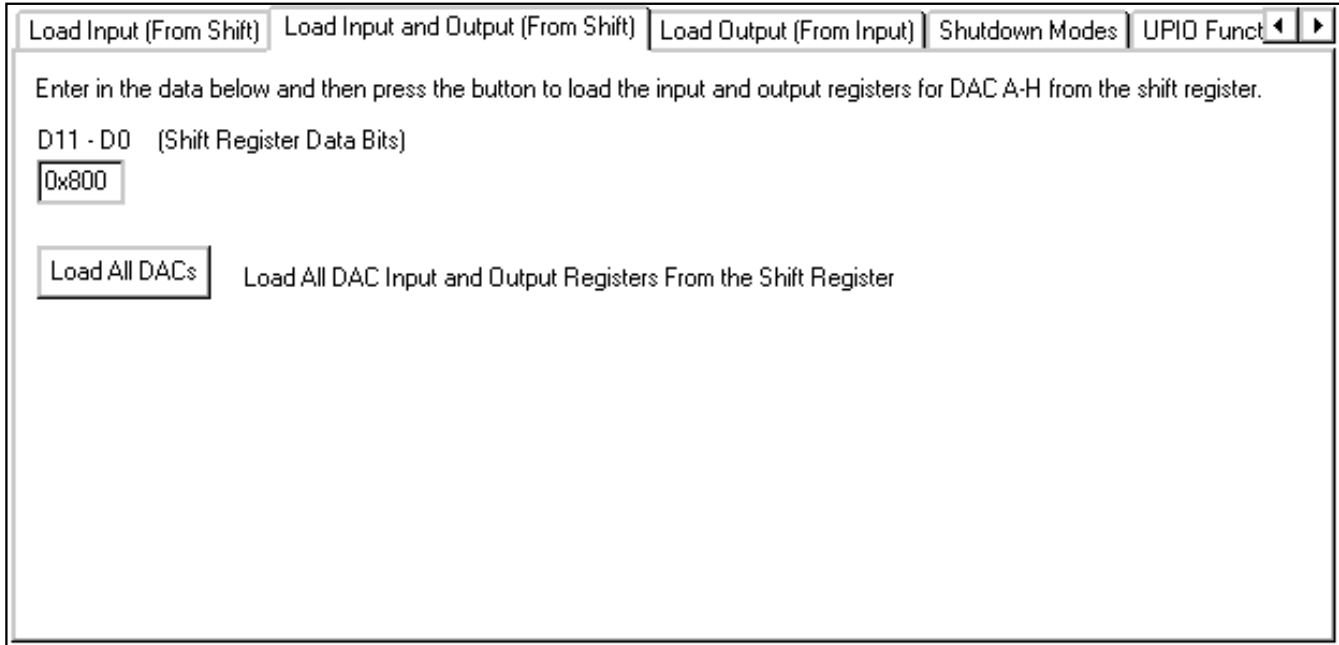 Load Input (From Shift) Load Input and Output (From Shift) Load Output (From Input) Shutdown Modes UPIO Funct
Enter in the data below and then press the button to load the input and output registers for DAC A-H from the shift register.
D11 - D0 (Shift Register Data Bits)
0x800
Load All DACs Load All DAC Input and Output Registers From the Shift Register